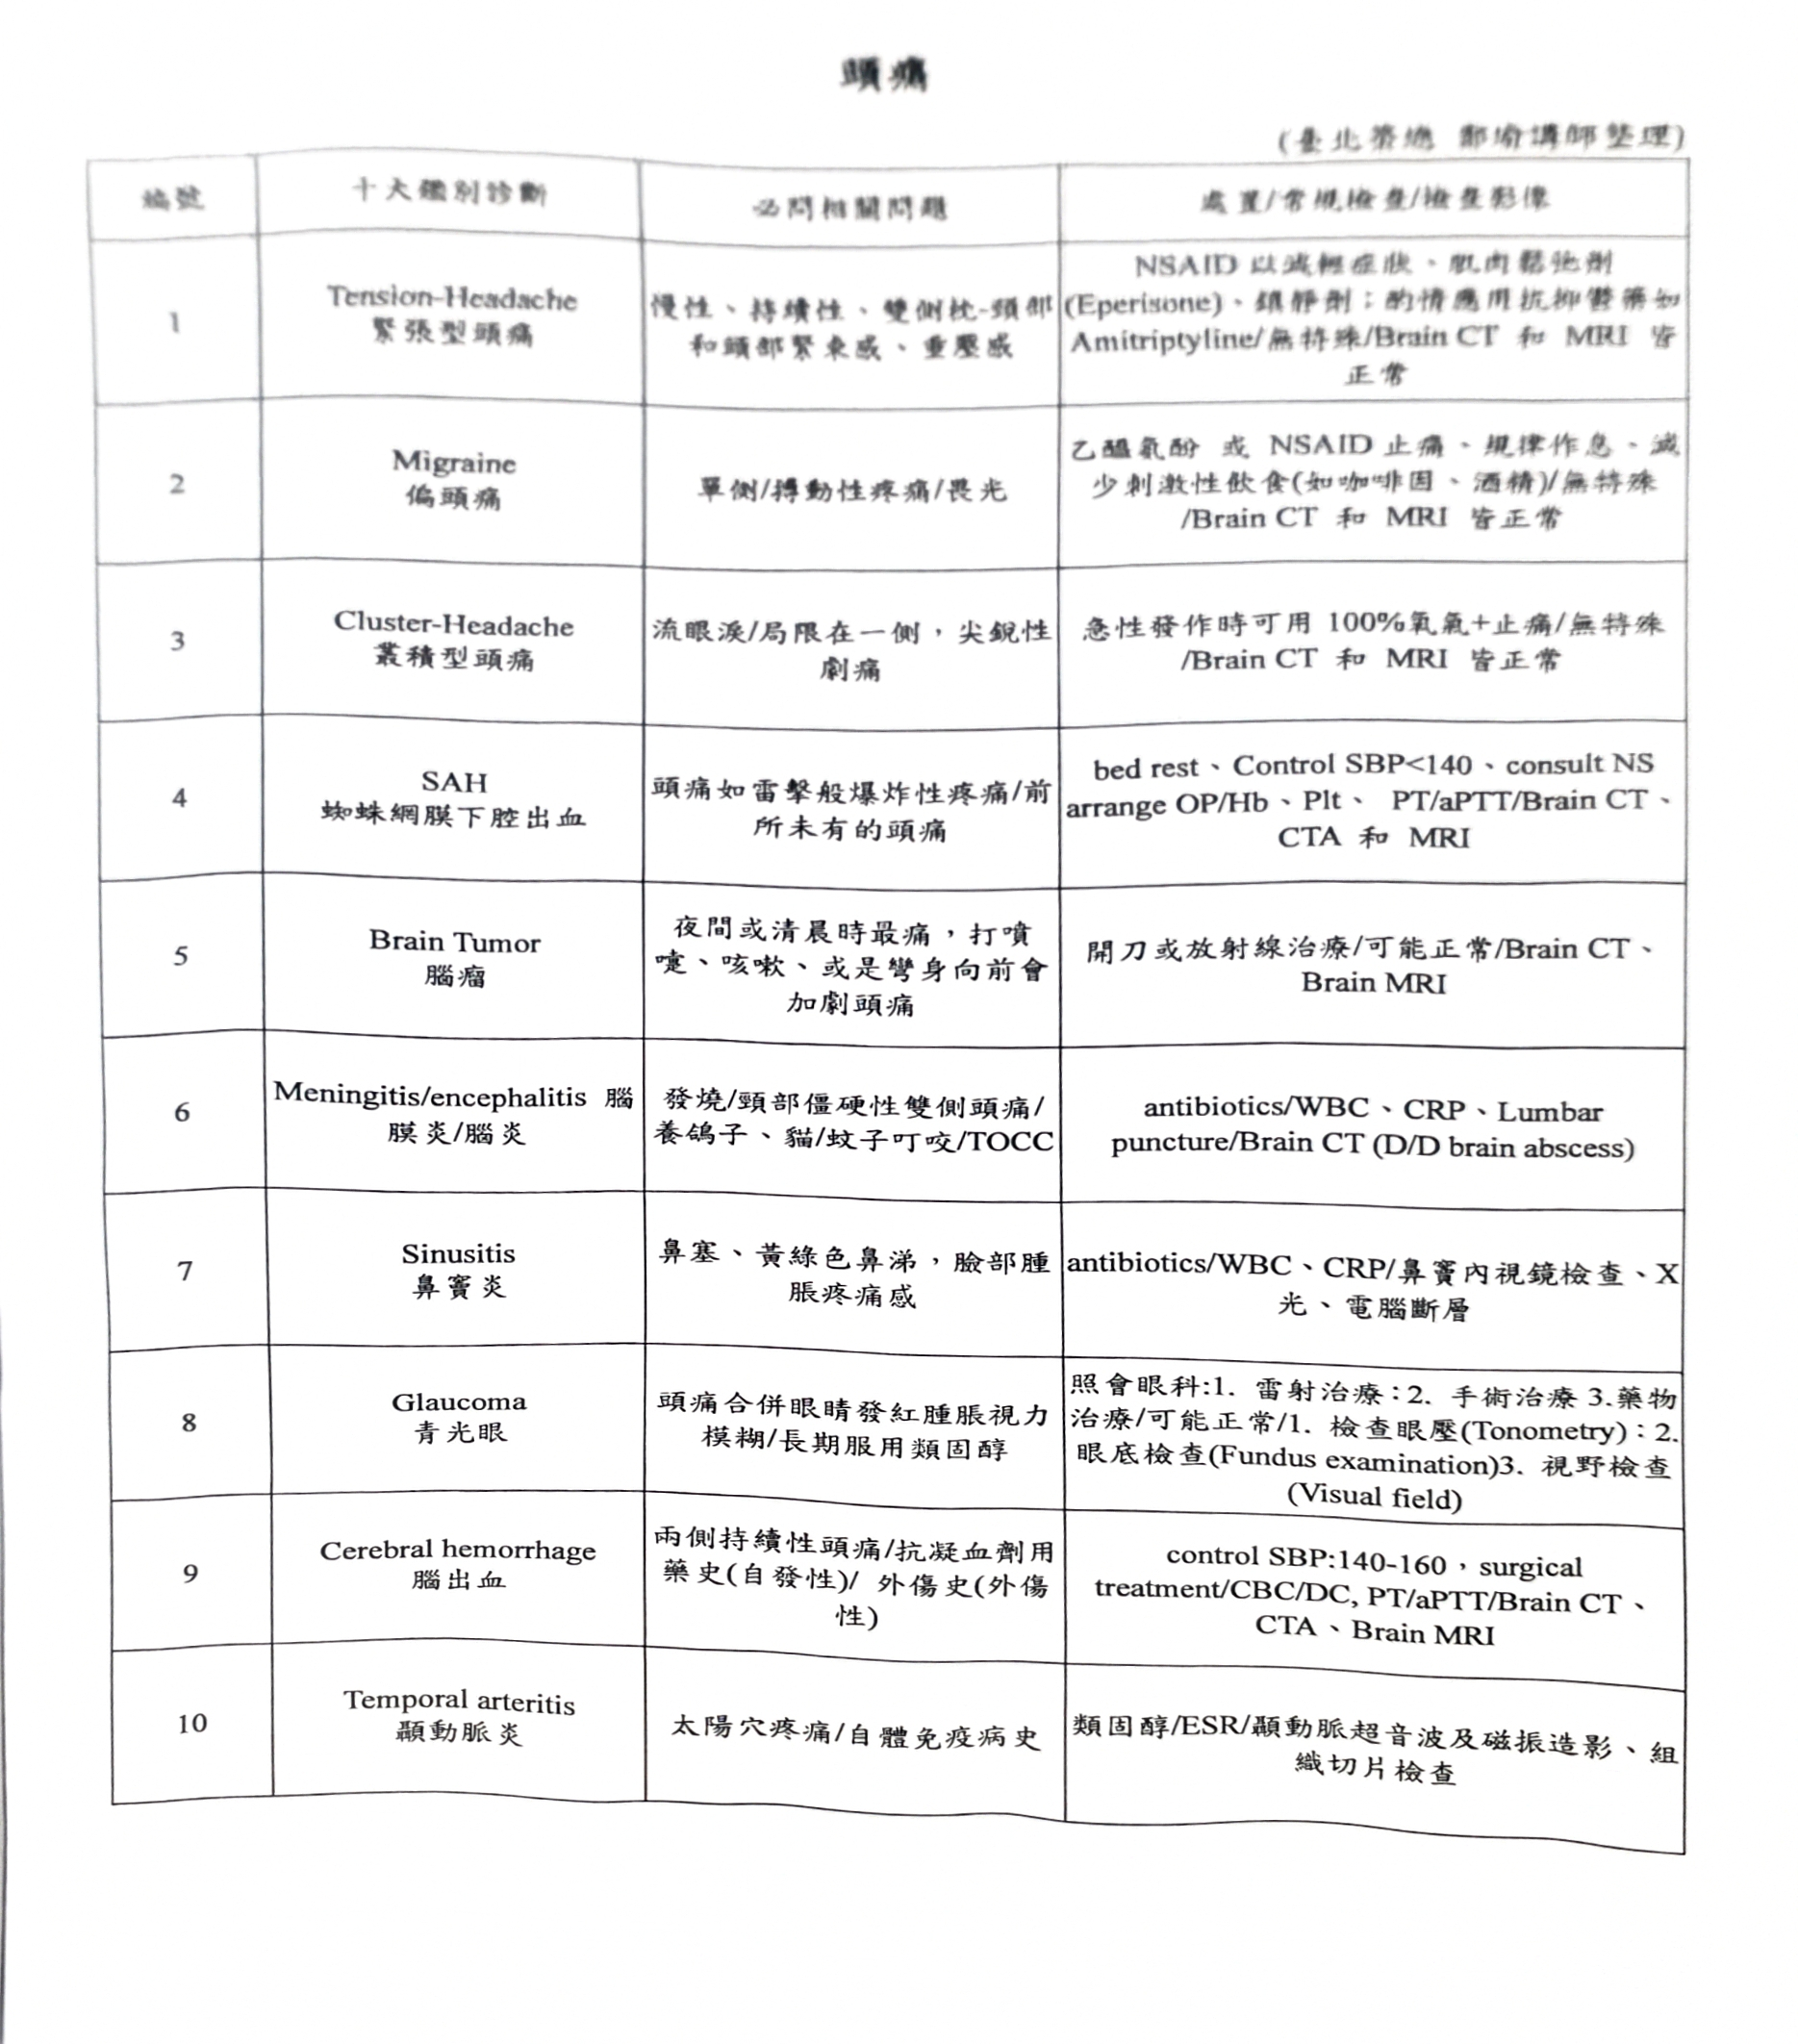 頭痛
(臺北榮總 鄒瑜講師整理)
編號 十大鑑別診斷 必問相關問題 處置/常規檢查/檢查影像
1
Tension-Headache
緊張型頭痛
慢性、持續性、雙側枕-頸部
和頭部緊束感、重壓感
NSAID 以減輕症狀、肌肉鬆弛劑
(Eperisone)、鎮靜劑；酌情應用抗抑鬱藥如
Amitriptyline/無特殊/Brain CT 和 MRI 皆
正常
2
Migraine
偏頭痛
單側/搏動性疼痛/畏光
乙醯氨酚 或 NSAID 止痛、規律作息、減
少刺激性飲食(如咖啡因、酒精)/無特殊
/Brain CT 和 MRI 皆正常
3
Cluster-Headache
叢積型頭痛
流眼淚/局限在一側，尖銳性
劇痛
急性發作時可用 100%氧氣+止痛/無特殊
/Brain CT 和 MRI 皆正常
4
SAH
蜘蛛網膜下腔出血
頭痛如雷擊般爆炸性疼痛/前
所未有的頭痛
bed rest、Control SBP<140、consult NS
arrange OP/Hb、Plt、 PT/aPTT/Brain CT、
CTA 和 MRI
5
Brain Tumor
腦瘤
夜間或清晨時最痛，打噴
嚏、咳嗽、或是彎身向前會
加劇頭痛
開刀或放射線治療/可能正常/Brain CT、
Brain MRI
6
Meningitis/encephalitis 腦
膜炎/腦炎
發燒/頸部僵硬性雙側頭痛/
養鴿子、貓/蚊子叮咬/TOCC
antibiotics/WBC、CRP、Lumbar
puncture/Brain CT (D/D brain abscess)
7
Sinusitis
鼻竇炎
鼻塞、黃綠色鼻涕，臉部腫
脹疼痛感
antibiotics/WBC、CRP/鼻竇內視鏡檢查、X
光、電腦斷層
8
Glaucoma
青光眼
頭痛合併眼睛發紅腫脹視力
模糊/長期服用類固醇
照會眼科:1. 雷射治療：2. 手術治療 3.藥物
治療/可能正常/1. 檢查眼壓(Tonometry)：2.
眼底檢查(Fundus examination)3. 視野檢查
(Visual field)
9
Cerebral hemorrhage
腦出血
兩側持續性頭痛/抗凝血劑用
藥史(自發性)/ 外傷史(外傷
性)
control SBP:140-160，surgical
treatment/CBC/DC, PT/aPTT/Brain CT、
CTA、Brain MRI
10
Temporal arteritis
顳動脈炎
太陽穴疼痛/自體免疫病史
類固醇/ESR/顳動脈超音波及磁振造影、組
織切片檢查